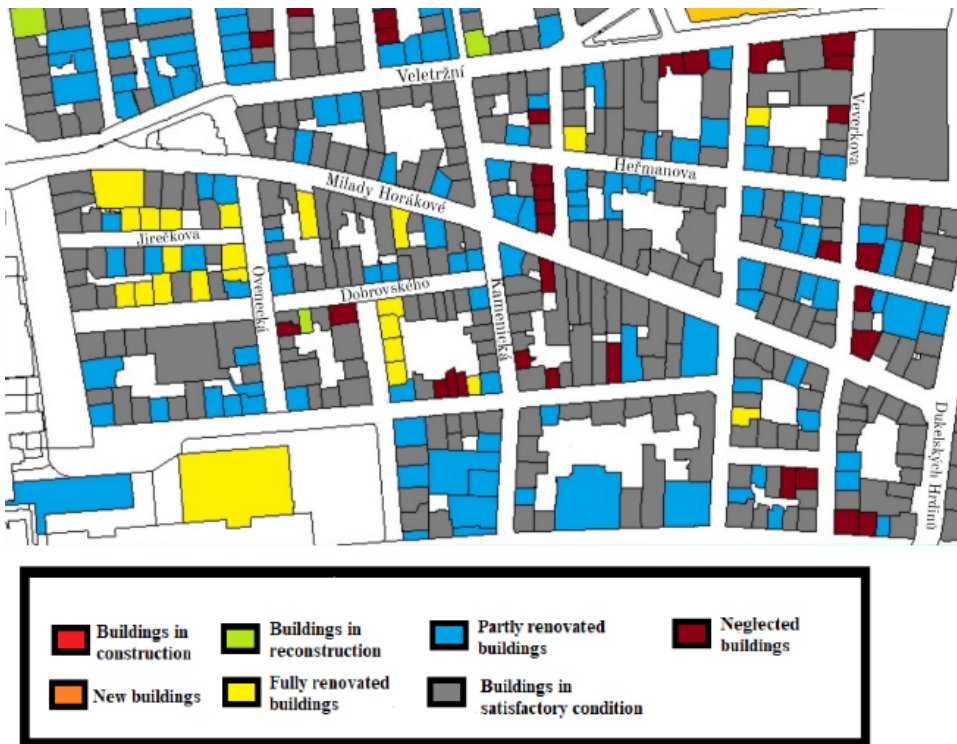 Veletržní
Veverkova
Heřmanova
Milady Horákové
Jirečkova
Ovenecká
Dobrovského
Kamenická
Dukelských Hrdinů
Buildings in
construction
Buildings in
reconstruction
Partly renovated
buildings
Neglected
buildings
New buildings
Fully renovated
buildings
Buildings in
satisfactory condition